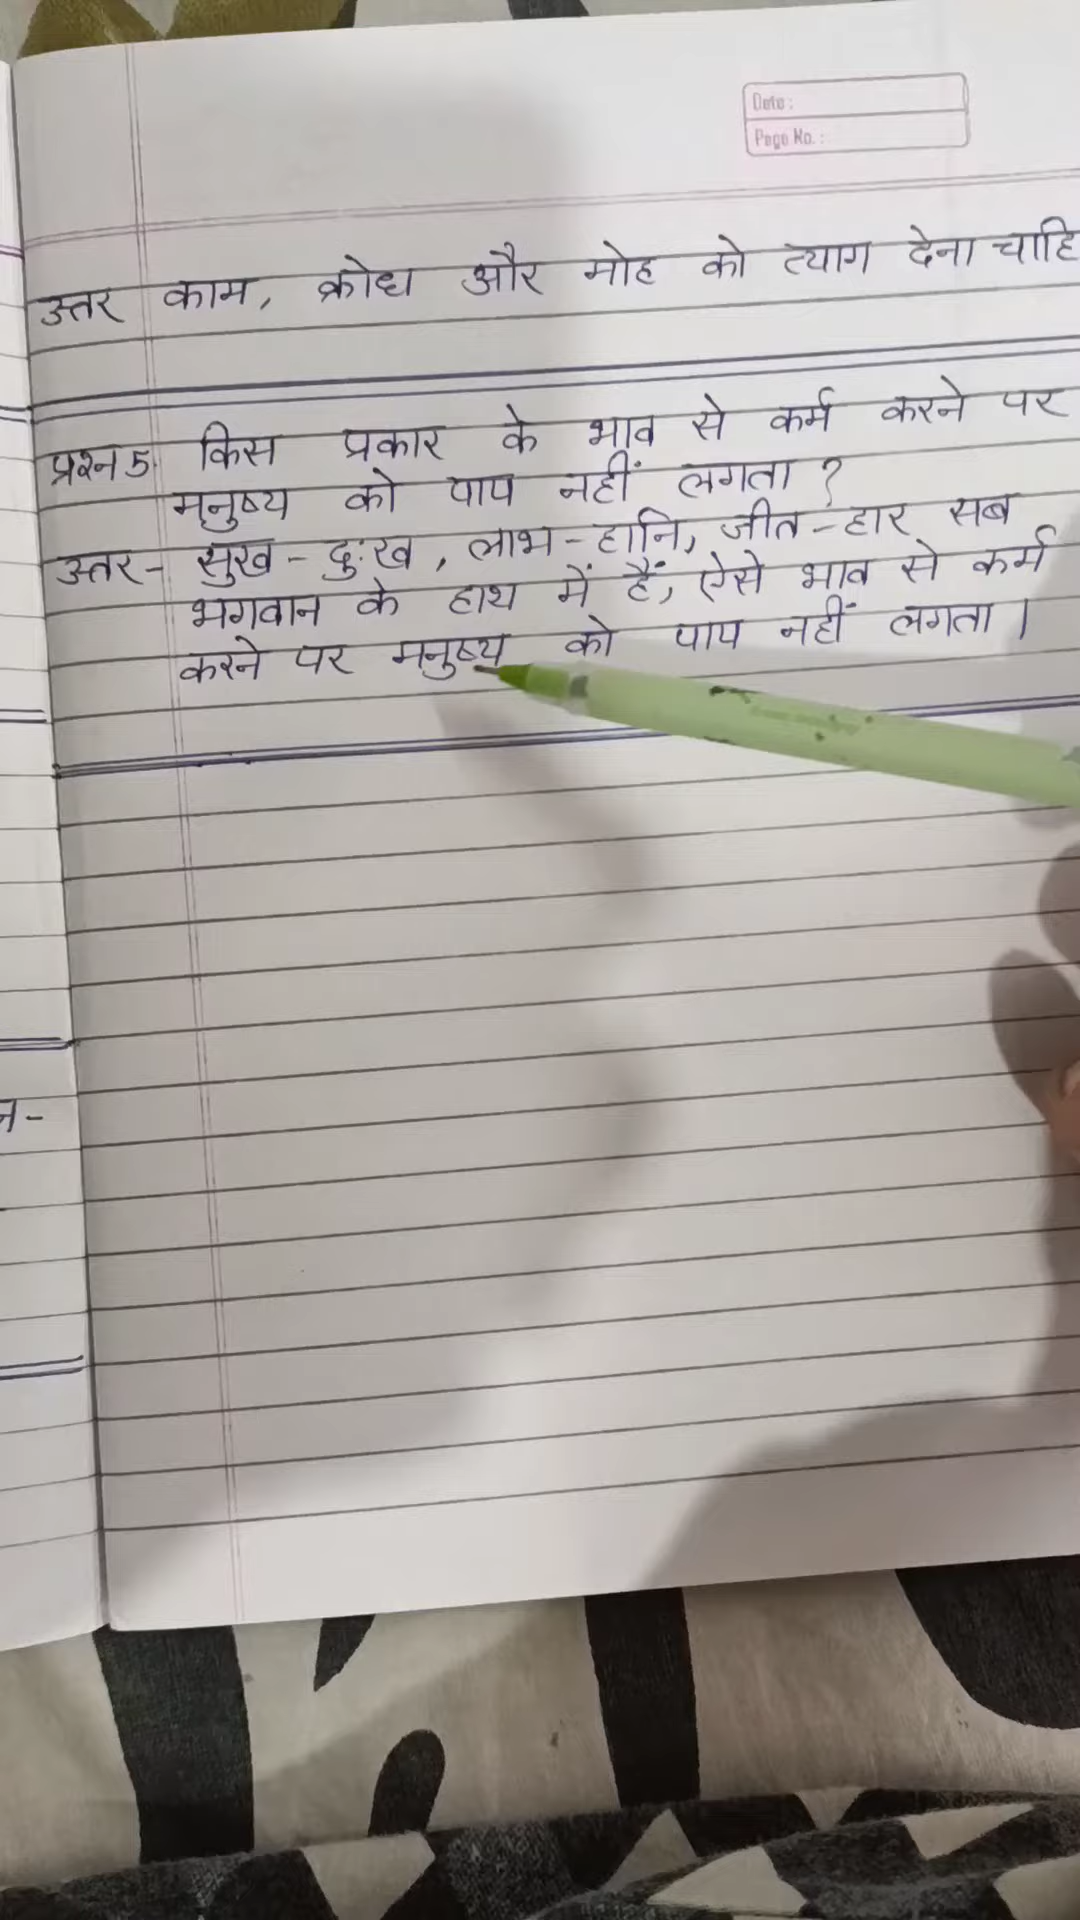 Date :
Page No. :
उत्तर काम, क्रोध और मोह को त्याग देना चाहि
प्रश्न 5 किस प्रकार के भाव से कर्म करने पर
मनुष्य को पाप नहीं लगता ?
उत्तर- सुख - दुःख, लाभ - हानि, जीत - हार सब
भगवान के हाथ में हैं, ऐसे भाव से कर्म
करने पर मनुष्य को पाप नहीं लगता ।